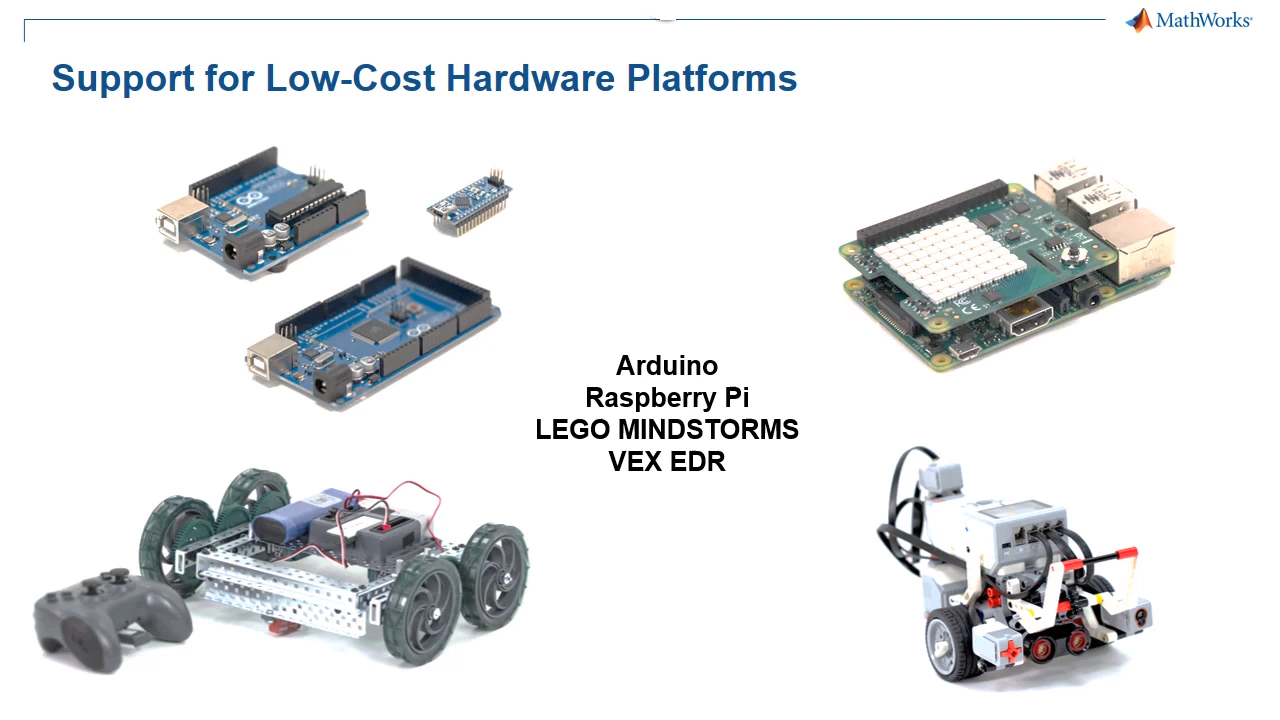 MathWorks®
Support for Low-Cost Hardware Platforms
Arduino
Raspberry Pi
LEGO MINDSTORMS
VEX EDR